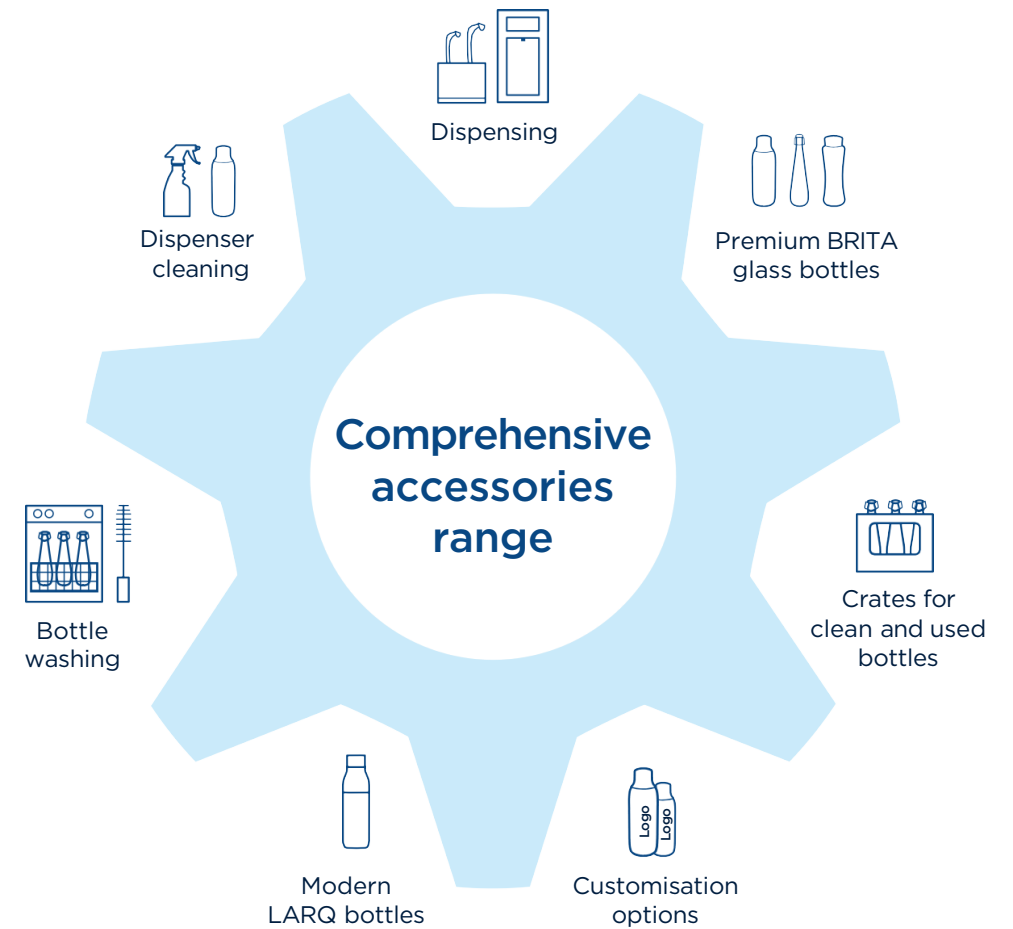 Dispensing
Dispenser
cleaning
Premium BRITA
glass bottles
Comprehensive
accessories
range
Bottle
washing
Crates for
clean and used
bottles
Logo
Logo
Modern
LARQ bottles
Customisation
options